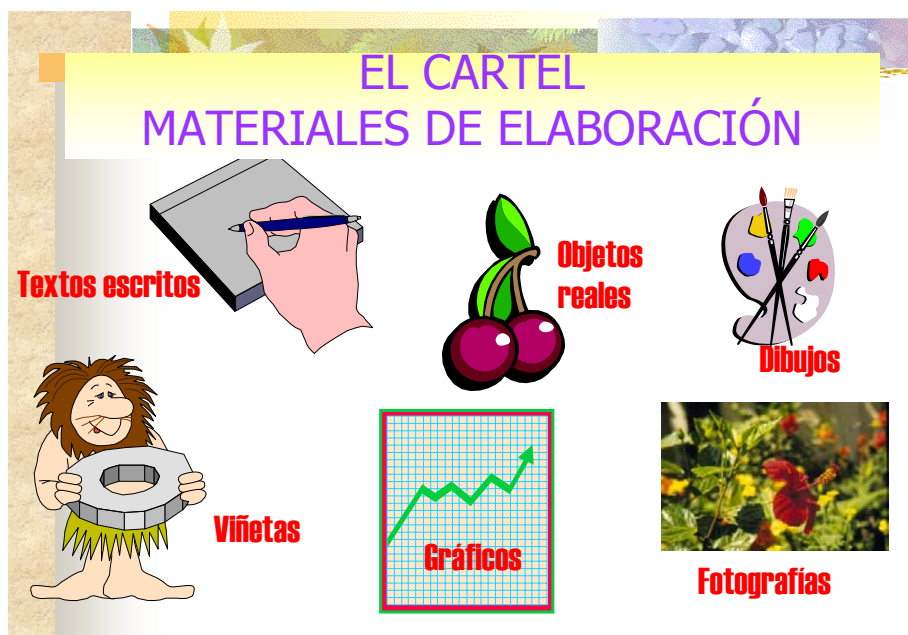 EL CARTEL
MATERIALES DE ELABORACIÓN
Textos escritos
Objetos
reales
Dibujos
Viñetas
Gráficos
Fotografías